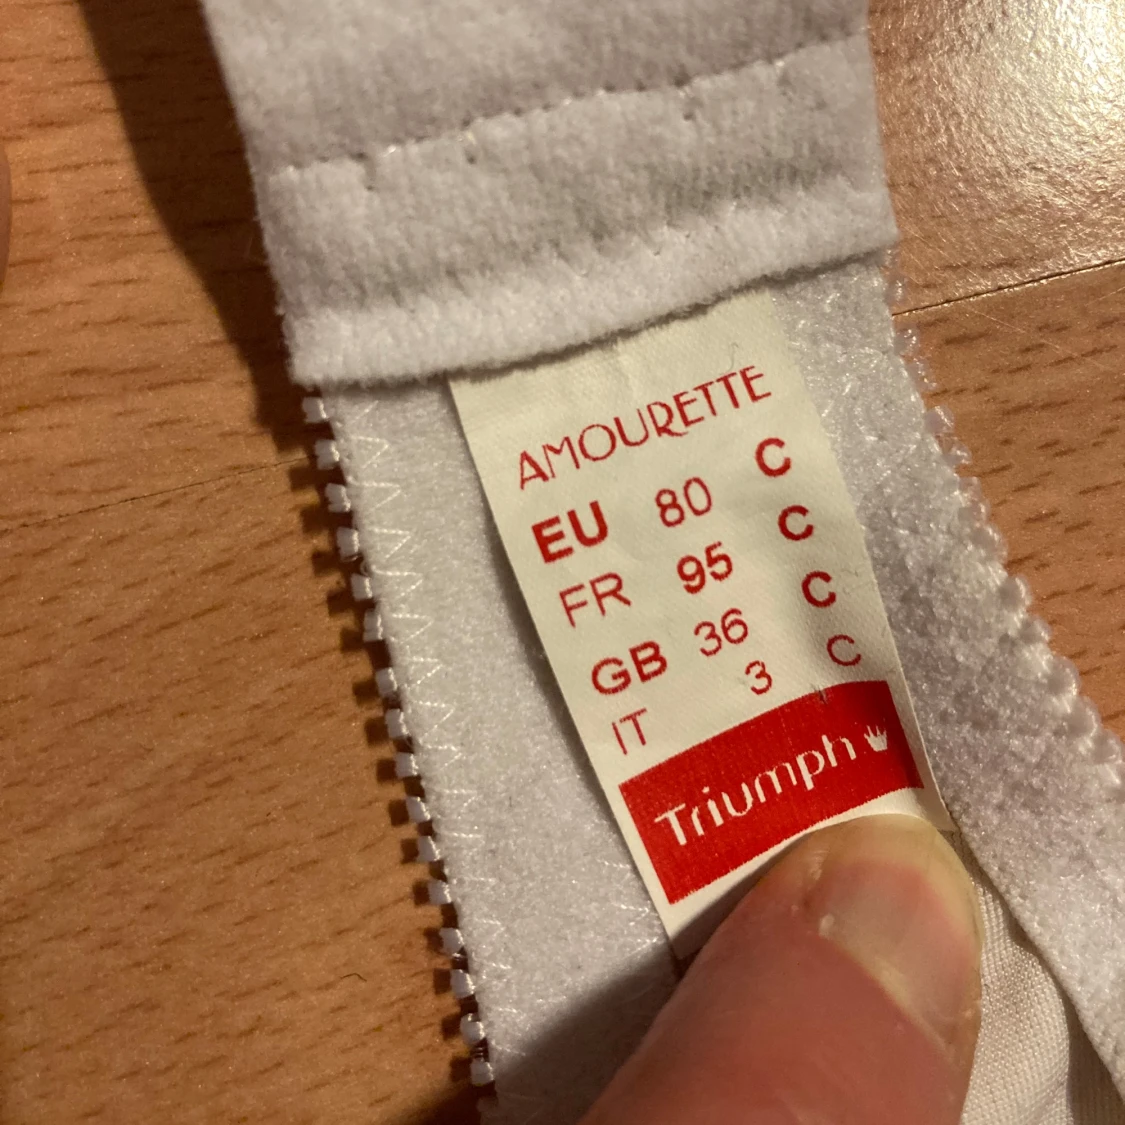 AMOURETTE
EU 80 C
FR 95 C
GB 36 C
IT 3 C
Triumph